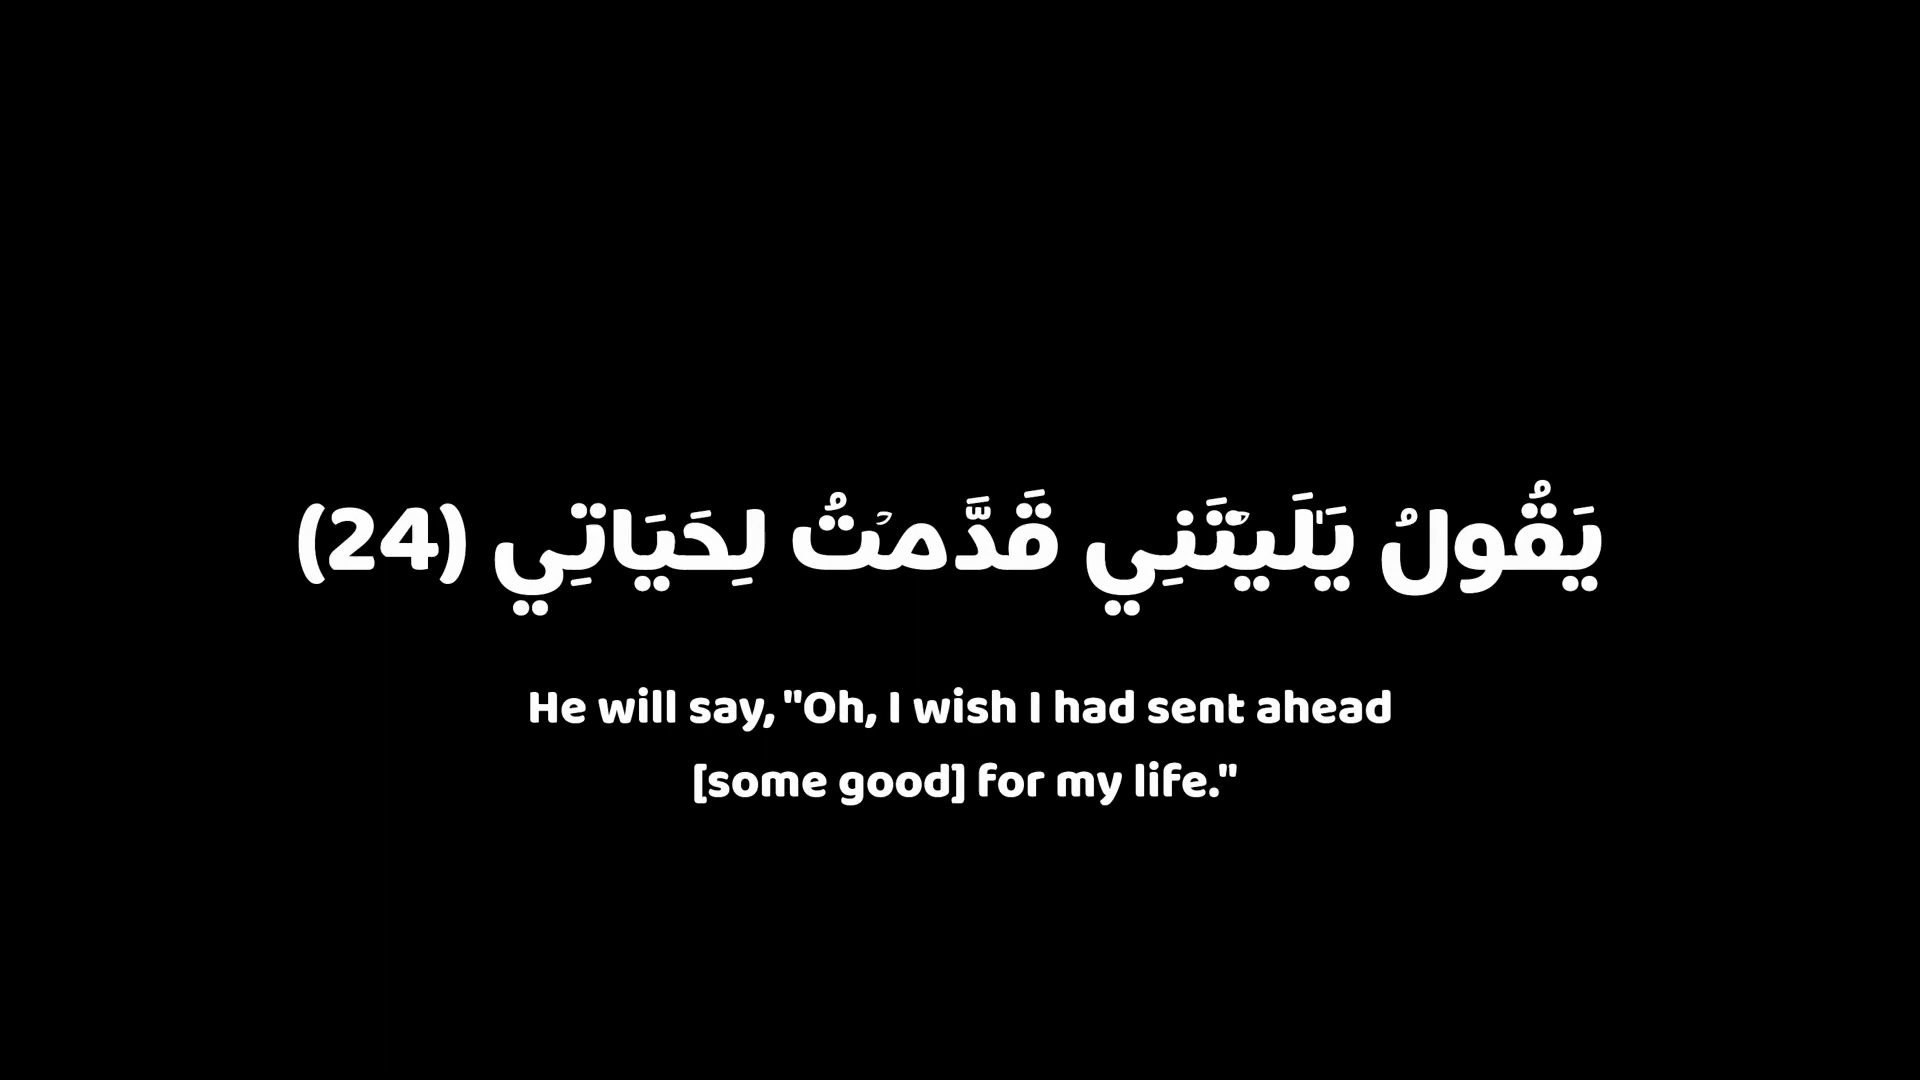 يَقُولُ يَٰلَيۡتَنِي قَدَّمۡتُ لِحَيَاتِي (24)
He will say, "Oh, I wish I had sent ahead
[some good] for my life."